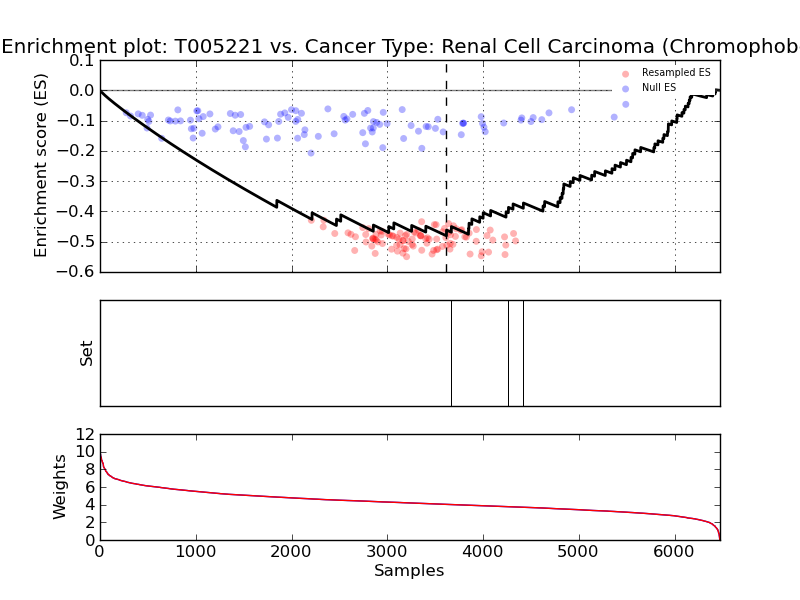 Enrichment plot: T005221 vs. Cancer Type: Renal Cell Carcinoma (Chromophob
0.1
0.0
−0.1
−0.2
−0.3
−0.4
−0.5
−0.6
Enrichment score (ES)
Resampled ES
Null ES
Set
12
10
8
6
4
2
0
Weights
0 1000 2000 3000 4000 5000 6000
Samples